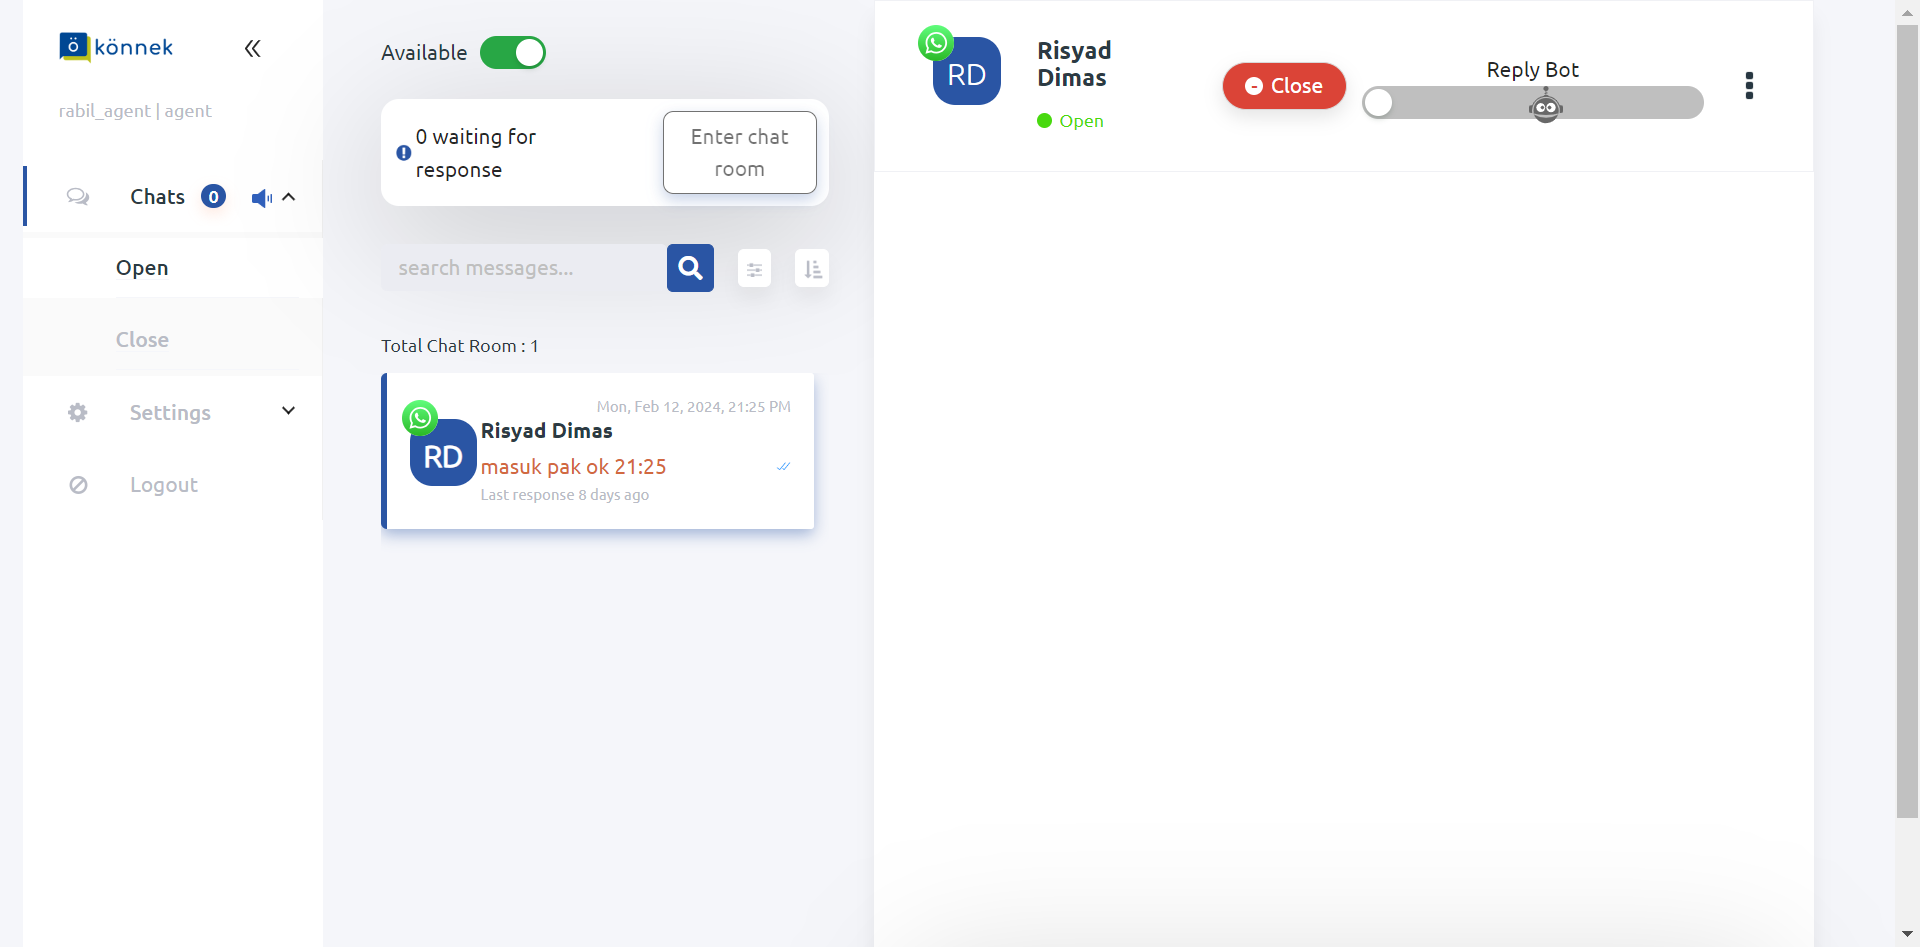 ö könnek
rabil_agent | agent
Chats 0
Open
Close
Settings
Logout
Available
0 waiting for
response
Enter chat
room
search messages...
Total Chat Room : 1
Mon, Feb 12, 2024, 21:25 PM
RD
Risyad Dimas
masuk pak ok 21:25
Last response 8 days ago
RD
Risyad
Dimas
Open
Close
Reply Bot